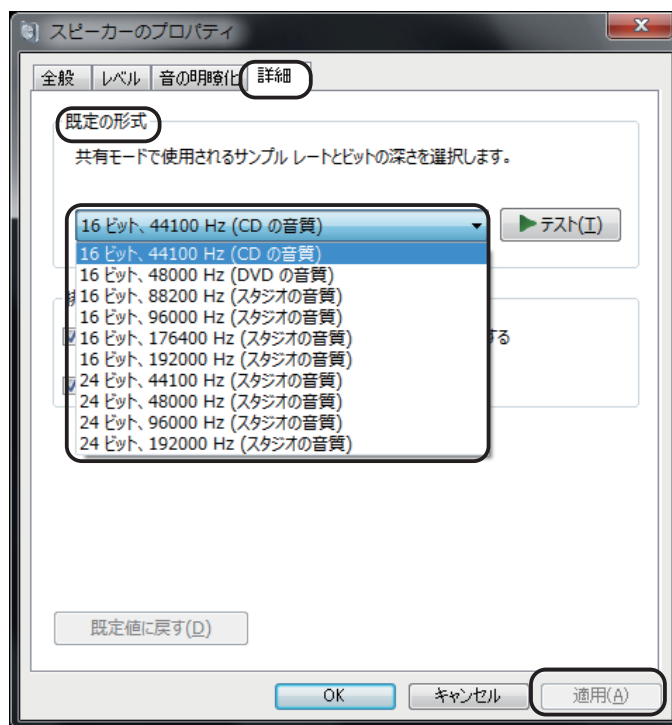 スピーカーのプロパティ
全般 レベル 音の明瞭化 詳細
既定の形式
共有モードで使用されるサンプル レートとビットの深さを選択します。
16 ビット、44100 Hz (CD の音質)
テスト(T)
16 ビット、44100 Hz (CD の音質)
16 ビット、48000 Hz (DVD の音質)
16 ビット、88200 Hz (スタジオの音質)
16 ビット、96000 Hz (スタジオの音質)
16 ビット、176400 Hz (スタジオの音質)
する
16 ビット、192000 Hz (スタジオの音質)
24 ビット、44100 Hz (スタジオの音質)
24 ビット、48000 Hz (スタジオの音質)
24 ビット、96000 Hz (スタジオの音質)
24 ビット、192000 Hz (スタジオの音質)
既定値に戻す(D)
OK キャンセル 適用(A)